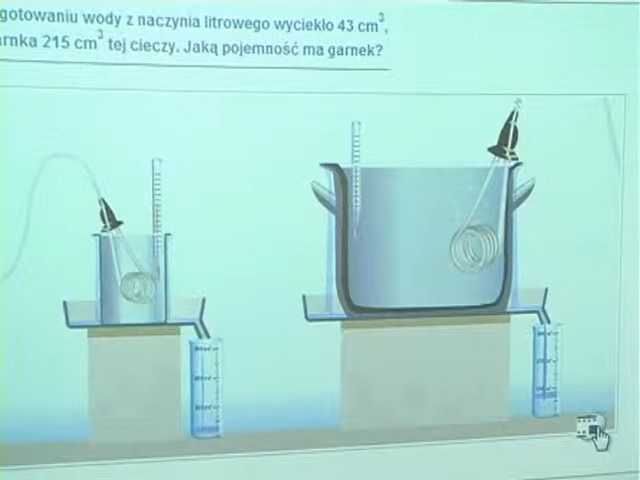 gotowaniu wody z naczynia litrowego wyciekło 43 cm³,
arnka 215 cm³ tej cieczy. Jaką pojemność ma garnek?